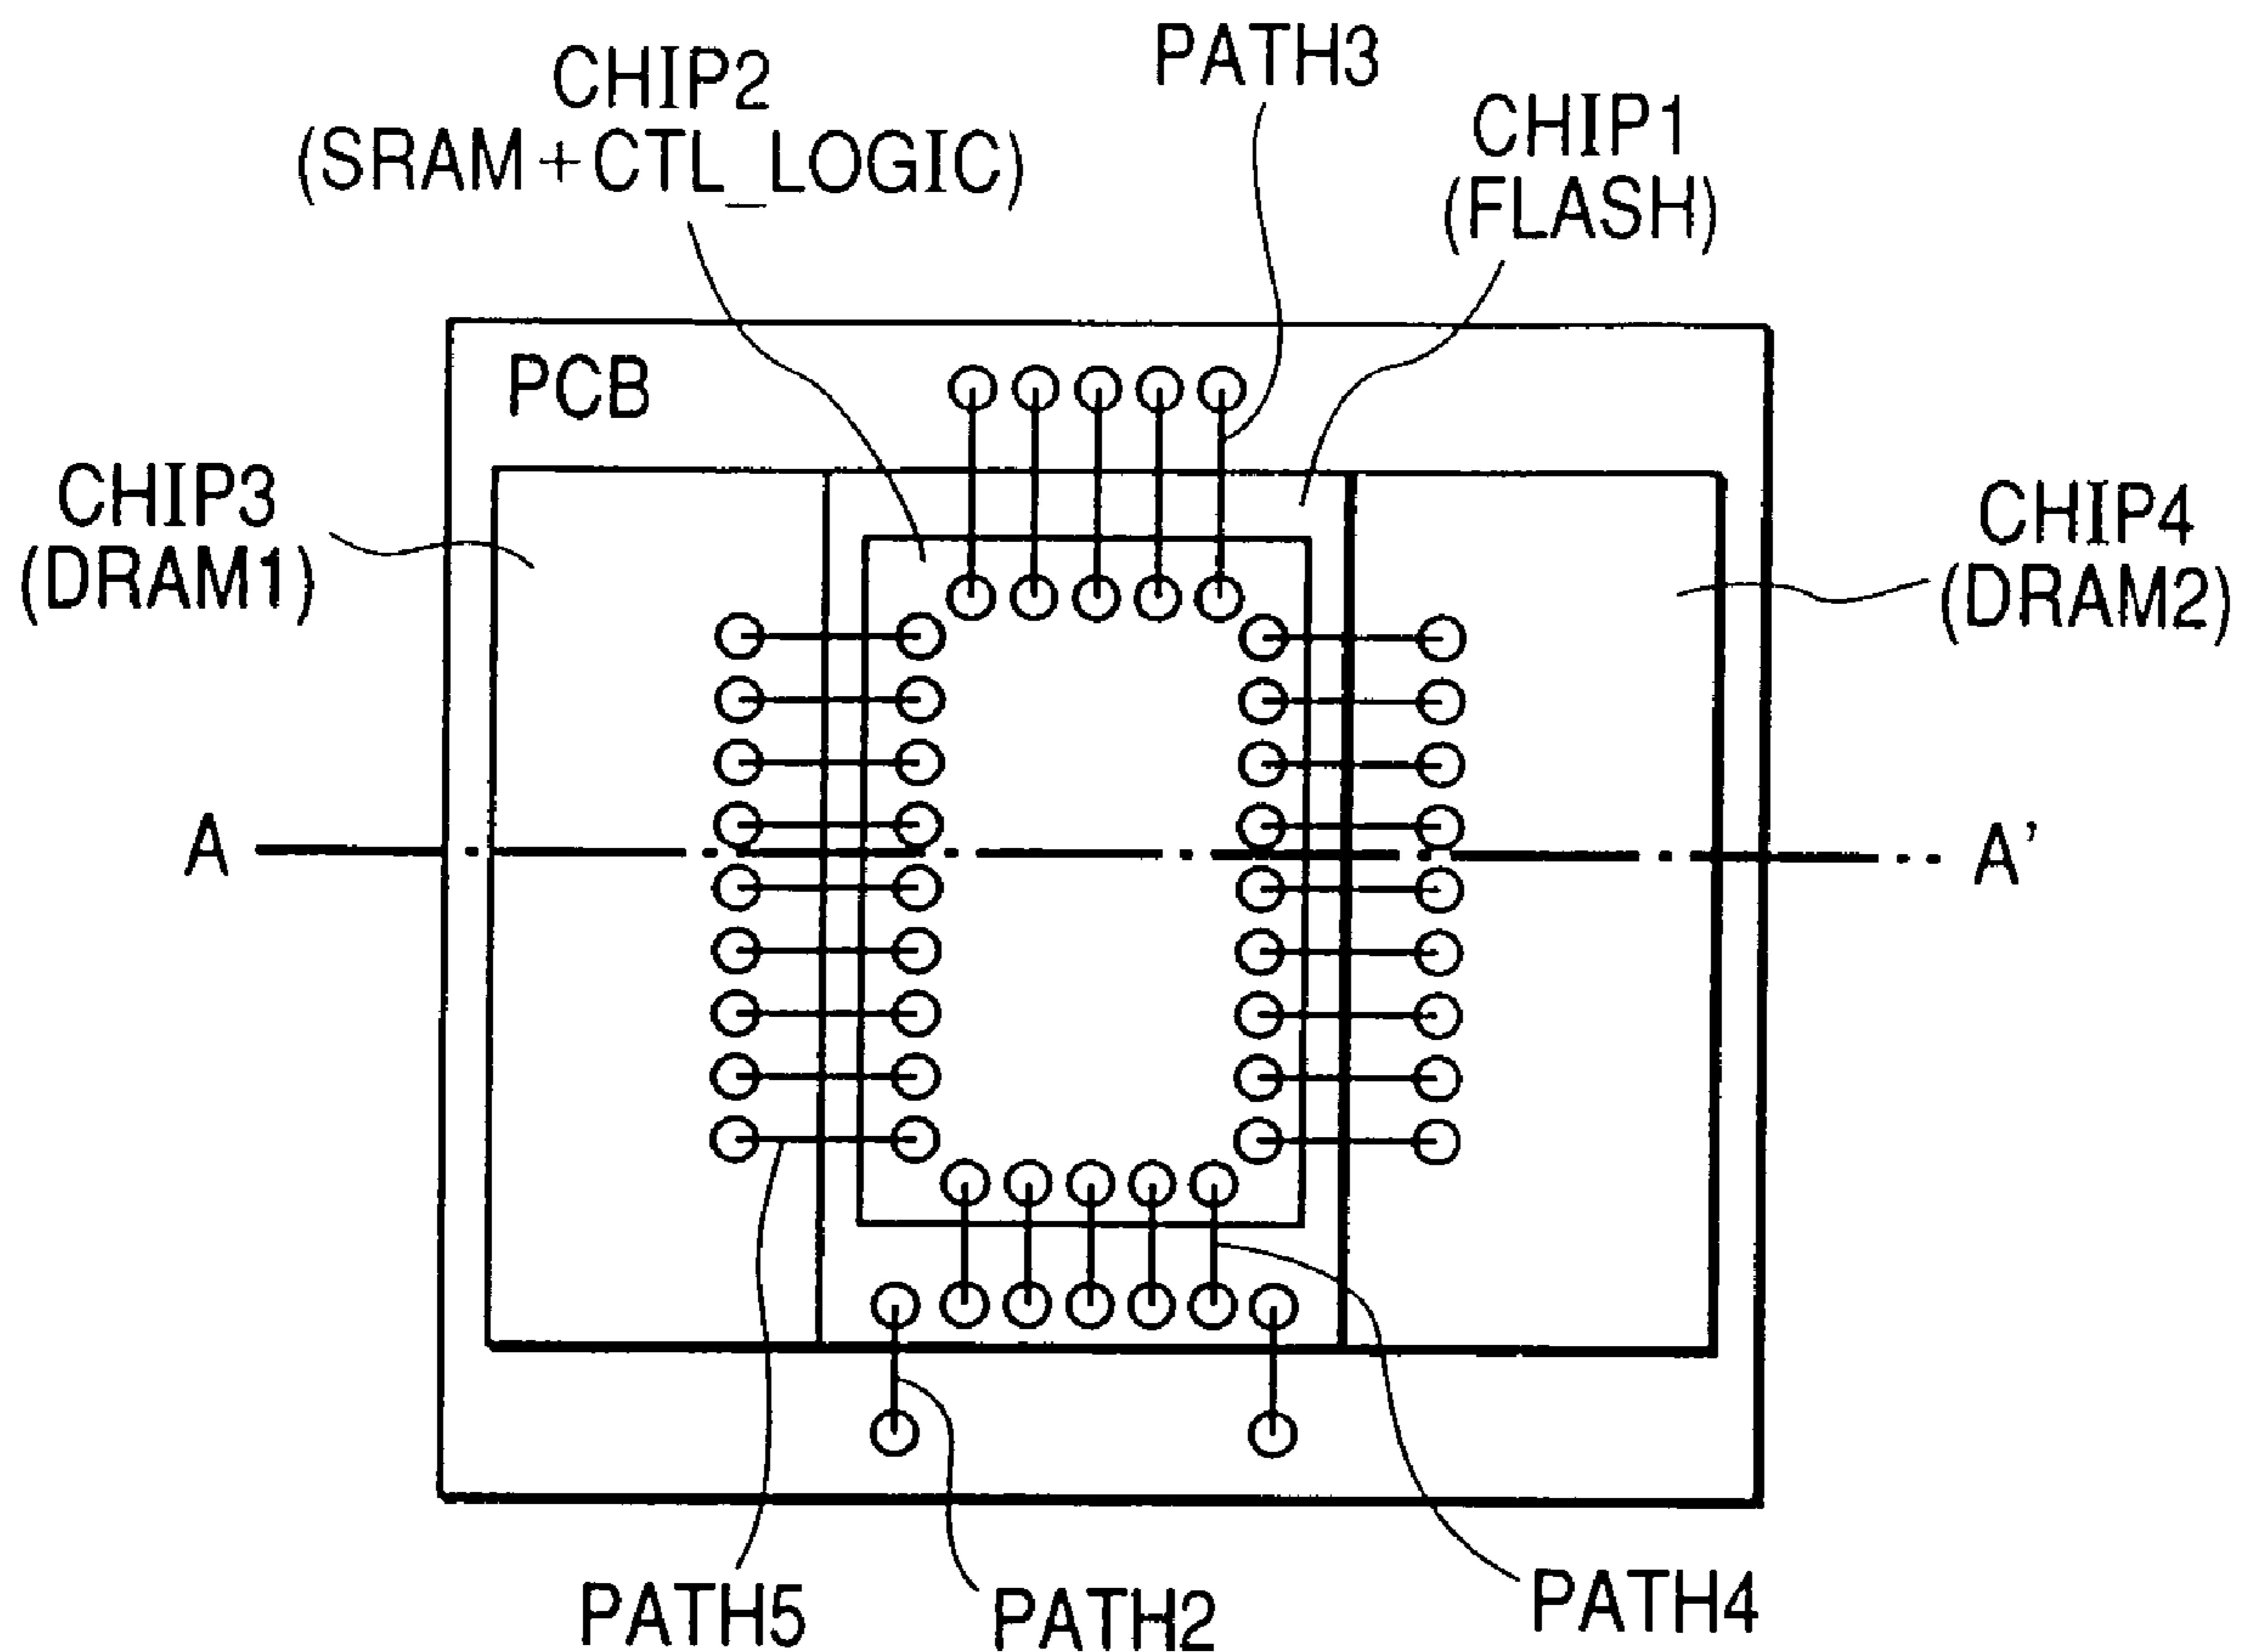 PATH3
CHIP2
(SRAM+CTL_LOGIC)
CHIP1
(FLASH)
PCB
CHIP3
(DRAM1)
CHIP4
(DRAM2)
A
A'
PATH5
PATH2
PATH4